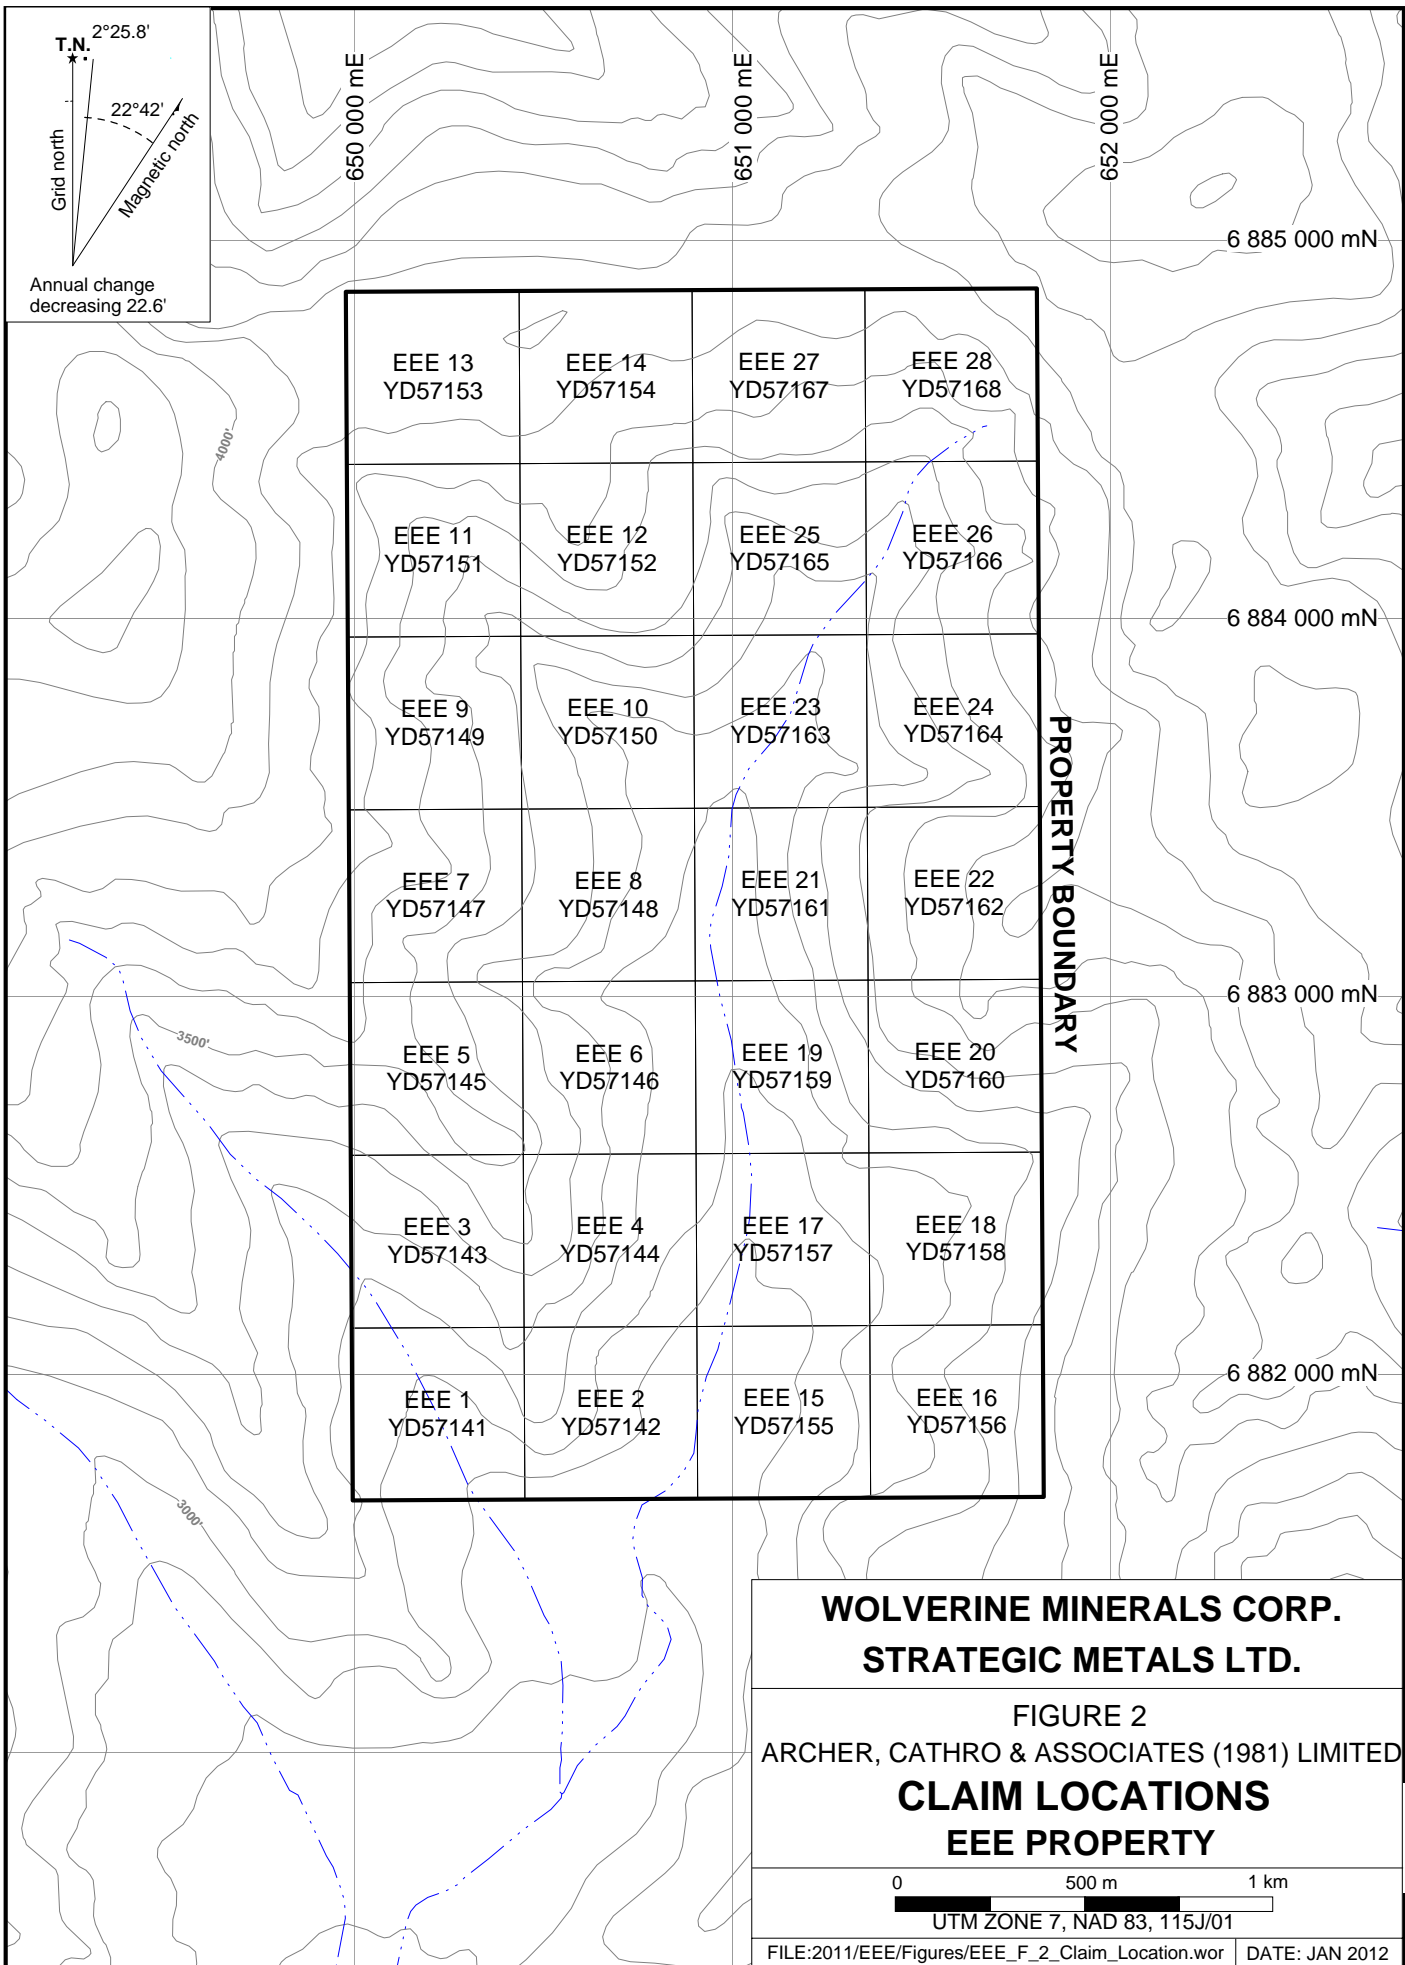 T.N.
2°25.8'
22°42'
Grid north
Magnetic north
Annual change
decreasing 22.6'
650 000 mE
651 000 mE
652 000 mE
6 885 000 mN
EEE 13
YD57153
EEE 14
YD57154
EEE 27
YD57167
EEE 28
YD57168
4000'
EEE 11
YD57151
EEE 12
YD57152
EEE 25
YD57165
EEE 26
YD57166
6 884 000 mN
EEE 9
YD57149
EEE 10
YD57150
EEE 23
YD57163
EEE 24
YD57164
PROPERTY BOUNDARY
EEE 7
YD57147
EEE 8
YD57148
EEE 21
YD57161
EEE 22
YD57162
6 883 000 mN
3500'
EEE 5
YD57145
EEE 6
YD57146
EEE 19
YD57159
EEE 20
YD57160
EEE 3
YD57143
EEE 4
YD57144
EEE 17
YD57157
EEE 18
YD57158
6 882 000 mN
EEE 1
YD57141
EEE 2
YD57142
EEE 15
YD57155
EEE 16
YD57156
3000'
WOLVERINE MINERALS CORP.
STRATEGIC METALS LTD.
FIGURE 2
ARCHER, CATHRO & ASSOCIATES (1981) LIMITED
CLAIM LOCATIONS
EEE PROPERTY
0 500 m 1 km
UTM ZONE 7, NAD 83, 115J/01
FILE:2011/EEE/Figures/EEE_F_2_Claim_Location.wor
DATE: JAN 2012